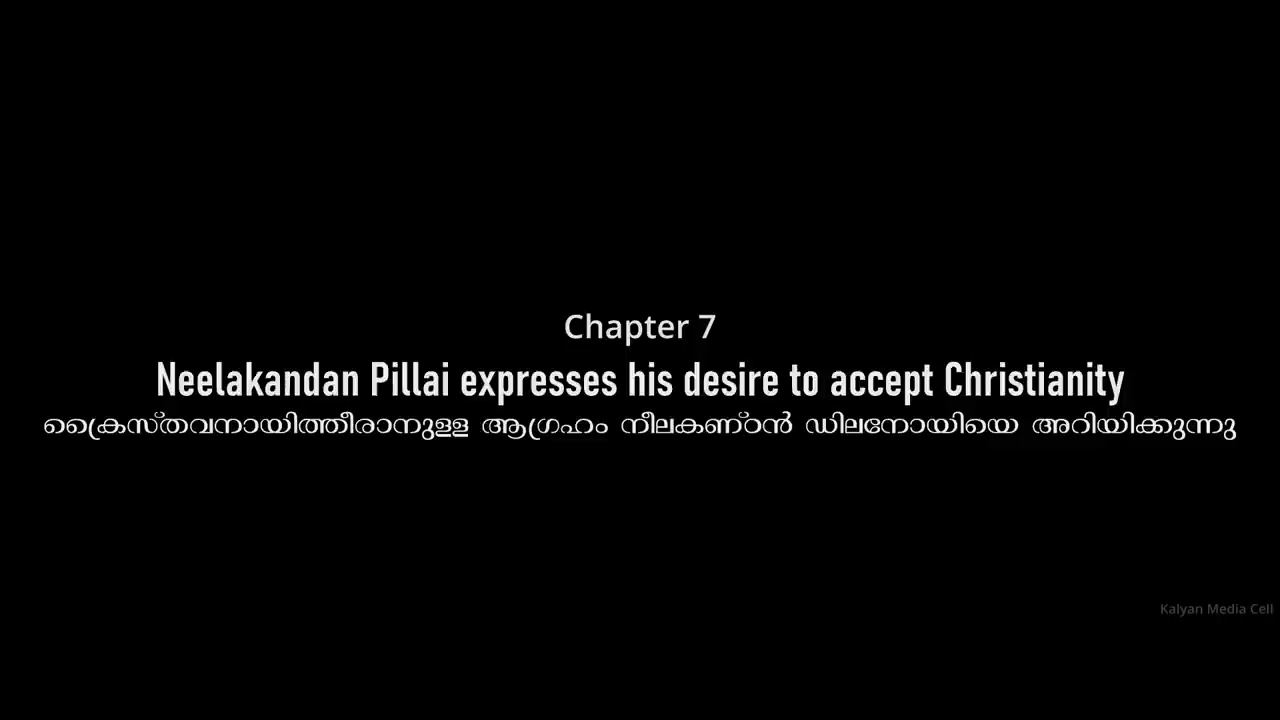 Chapter 7
Neelakandan Pillai expresses his desire to accept Christianity
ക്രൈസ്തവനായിത്തീരാനുള്ള ആഗ്രഹം നീലകണ്ഠൻ ഡിലനോയിയെ അറിയിക്കുന്നു
Kalyan Media Cell